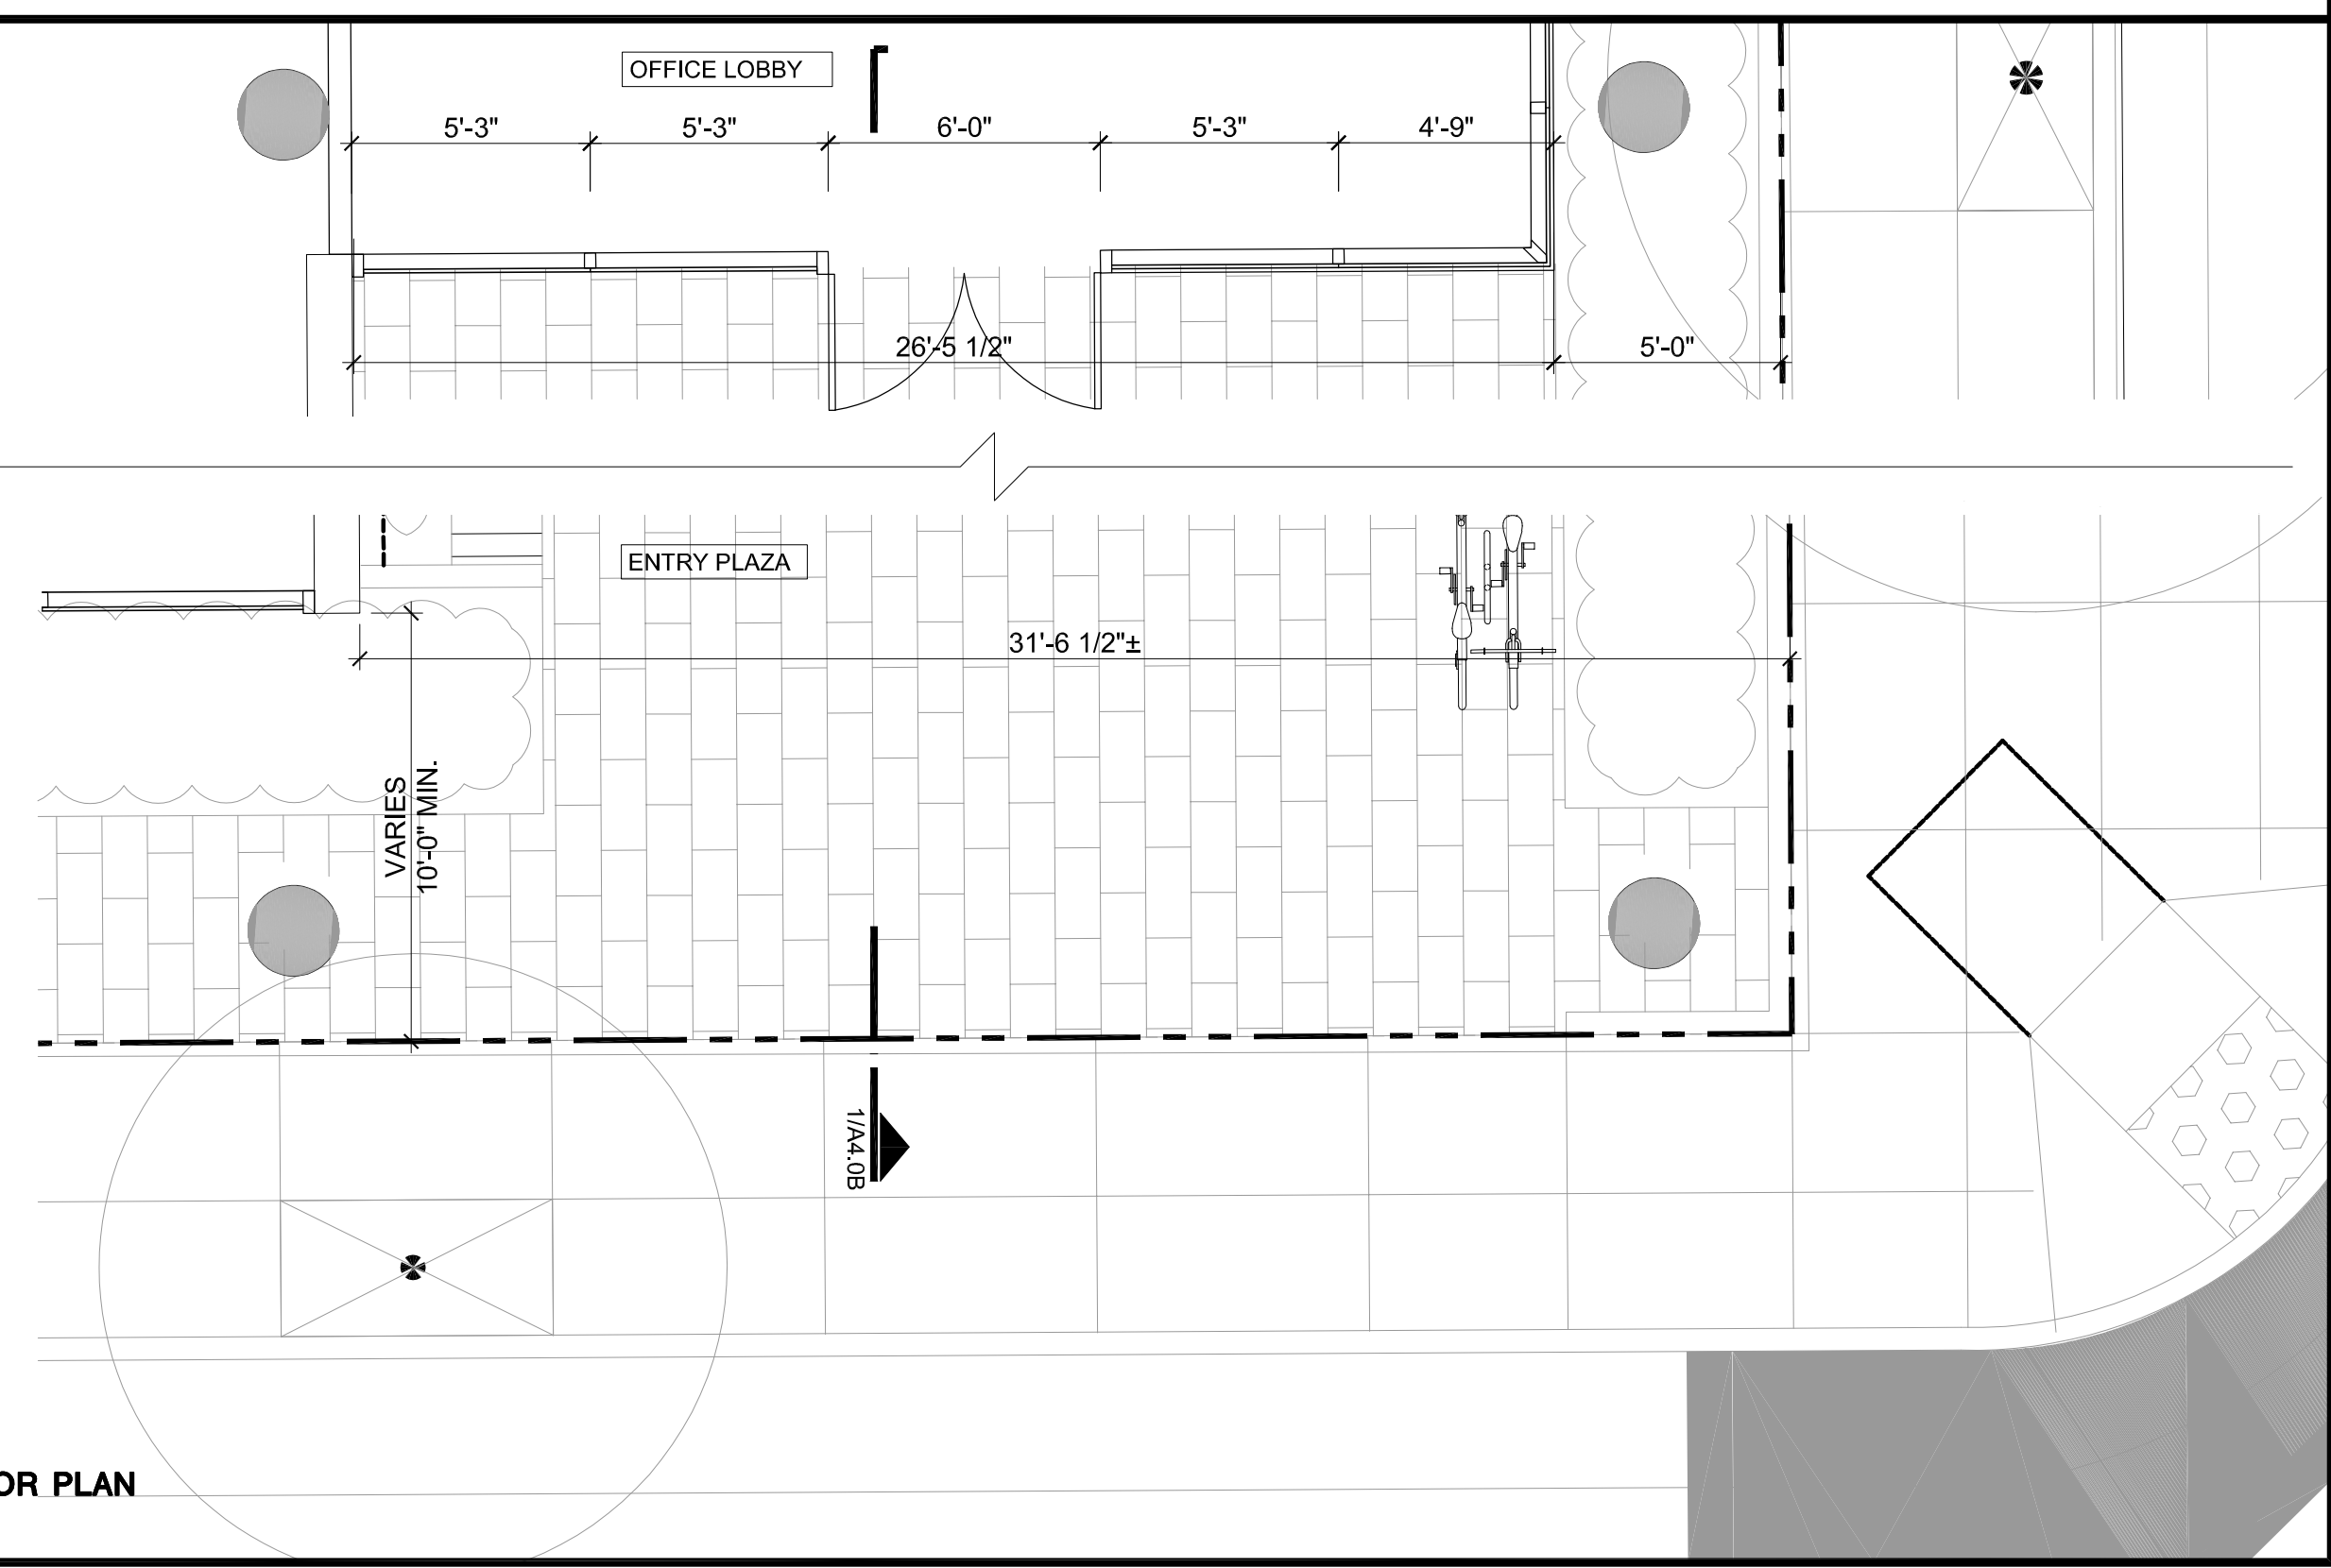 OFFICE LOBBY
5'-3" 5'-3" 6'-0" 5'-3" 4'-9"
26'-5 1/2" 5'-0"
ENTRY PLAZA
31'-6 1/2"±
VARIES
10'-0" MIN.
1/A4.0B
OR PLAN